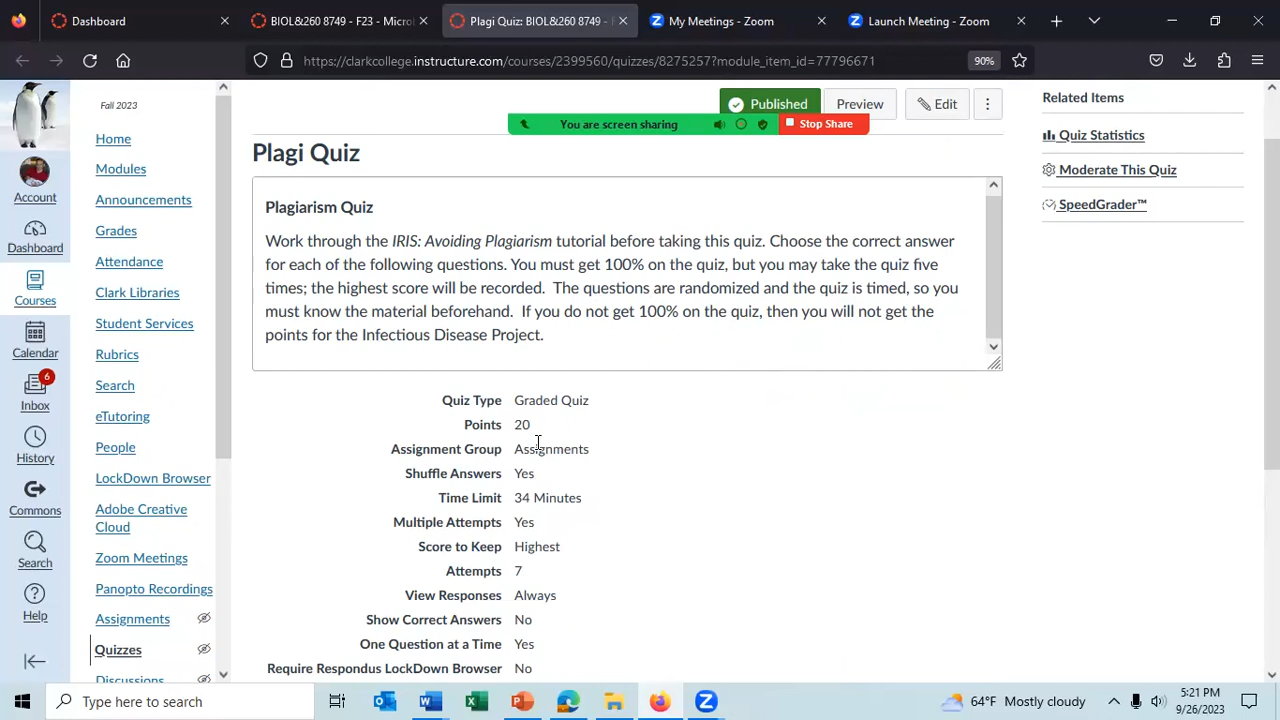 Dashboard
BIOL&260 8749 - F23 - Microl
Plagi Quiz: BIOL&260 8749 -
My Meetings - Zoom
Launch Meeting - Zoom
https://clarkcollege.instructure.com/courses/2399560/quizzes/8275257?module_item_id=77796671
90%
Fall 2023
Account
Dashboard
Courses
Calendar
6
Inbox
History
Commons
Search
Help
Home
Modules
Announcements
Grades
Attendance
Clark Libraries
Student Services
Rubrics
Search
eTutoring
People
LockDown Browser
Adobe Creative
Cloud
Zoom Meetings
Panopto Recordings
Assignments
Quizzes
Discussions
Published
Preview
Edit
You are screen sharing
Stop Share
Plagi Quiz
Plagiarism Quiz
Work through the IRIS: Avoiding Plagiarism tutorial before taking this quiz. Choose the correct answer
for each of the following questions. You must get 100% on the quiz, but you may take the quiz five
times; the highest score will be recorded.  The questions are randomized and the quiz is timed, so you
must know the material beforehand.  If you do not get 100% on the quiz, then you will not get the
points for the Infectious Disease Project.
Quiz Type Graded Quiz
Points 20
Assignment Group Assignments
Shuffle Answers Yes
Time Limit 34 Minutes
Multiple Attempts Yes
Score to Keep Highest
Attempts 7
View Responses Always
Show Correct Answers No
One Question at a Time Yes
Require Respondus LockDown Browser No
Related Items
Quiz Statistics
Moderate This Quiz
SpeedGrader™
Type here to search
64°F Mostly cloudy
5:21 PM
9/26/2023